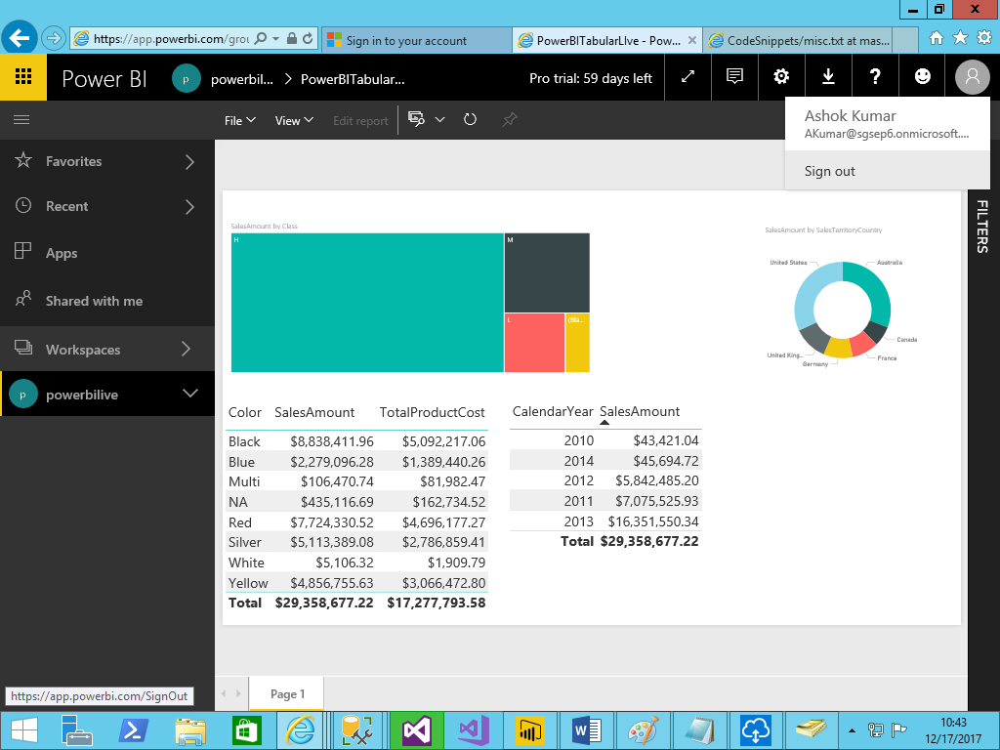 https://app.powerbi.com/grou
Sign in to your account
PowerBITabularLIve - Pow...
CodeSnippets/misc.txt at mas...
Power BI
p
powerbil...
PowerBITabular...
Pro trial: 59 days left
Ashok Kumar
AKumar@sgsep6.onmicrosoft....
Sign out
File
View
Edit report
Favorites
Recent
Apps
Shared with me
Workspaces
p
powerbilive
FILTERS
SalesAmount by Class
H
M
L
(Bla...
SalesAmount by SalesTerritoryCountry
United States
Australia
Canada
France
Germany
United King...
Color SalesAmount TotalProductCost
Black $8,838,411.96 $5,092,217.06
Blue $2,279,096.28 $1,389,440.26
Multi $106,470.74 $81,982.47
NA $435,116.69 $162,734.52
Red $7,724,330.52 $4,696,177.27
Silver $5,113,389.08 $2,786,859.41
White $5,106.32 $1,909.79
Yellow $4,856,755.63 $3,066,472.80
Total $29,358,677.22 $17,277,793.58
CalendarYear SalesAmount
2010 $43,421.04
2014 $45,694.72
2012 $5,842,485.20
2011 $7,075,525.93
2013 $16,351,550.34
Total $29,358,677.22
https://app.powerbi.com/SignOut
Page 1
10:43
12/17/2017